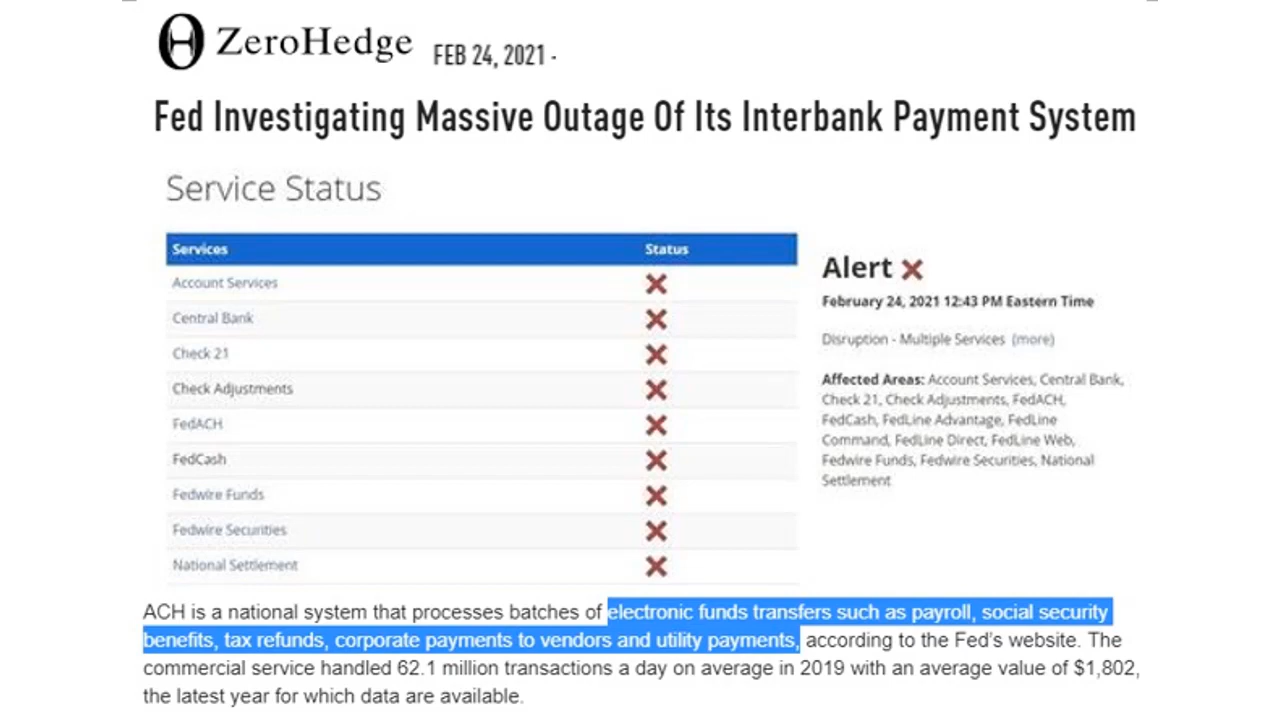 ZeroHedge FEB 24, 2021 -
Fed Investigating Massive Outage Of Its Interbank Payment System
Service Status
Services Status
Account Services
Central Bank
Check 21
Check Adjustments
FedACH
FedCash
Fedwire Funds
Fedwire Securities
National Settlement
Alert
February 24, 2021 12:43 PM Eastern Time
Disruption - Multiple Services (more)
Affected Areas: Account Services, Central Bank,
Check 21, Check Adjustments, FedACH,
FedCash, FedLine Advantage, FedLine
Command, FedLine Direct, FedLine Web,
Fedwire Funds, Fedwire Securities, National
Settlement
ACH is a national system that processes batches of electronic funds transfers such as payroll, social security
benefits, tax refunds, corporate payments to vendors and utility payments, according to the Fed's website. The
commercial service handled 62.1 million transactions a day on average in 2019 with an average value of $1,802,
the latest year for which data are available.